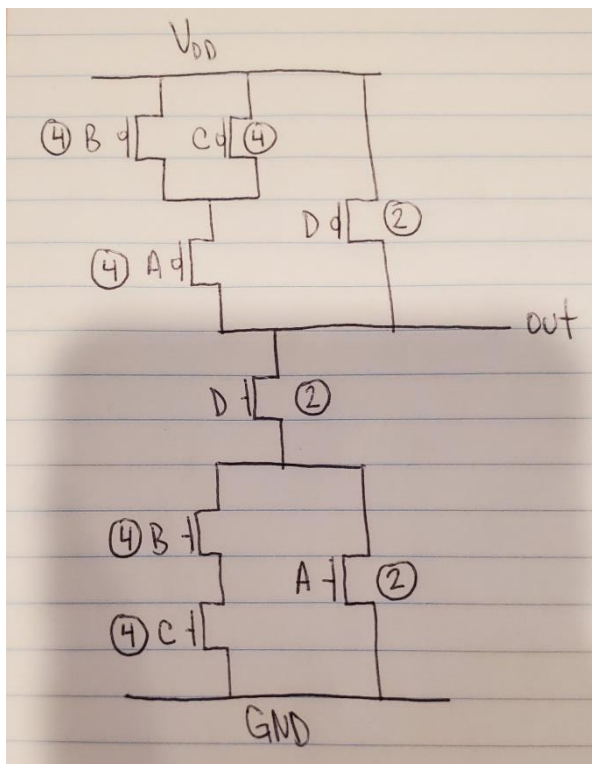 VDD
④ B C ④
D ②
④ A
out
D ②
④ B
A ②
④ C
GND